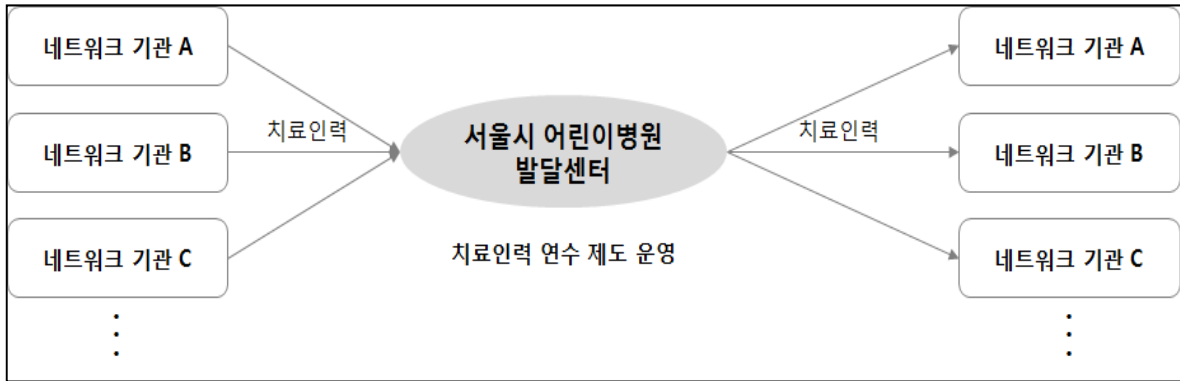 네트워크 기관 A
네트워크 기관 B
네트워크 기관 C
치료인력
서울시 어린이병원
발달센터
치료인력 연수 제도 운영
치료인력
네트워크 기관 A
네트워크 기관 B
네트워크 기관 C